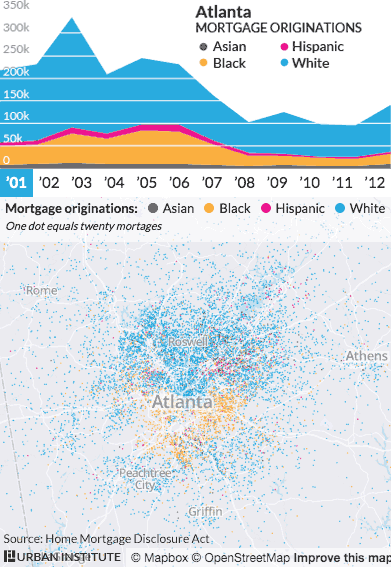 350k
Atlanta
MORTGAGE ORIGINATIONS
300k
Asian Hispanic
250k
Black White
200k
150k
100k
50k
0
’01 ’02 ’03 ’04 ’05 ’06 ’07 ’08 ’09 ’10 ’11 ’12
Mortgage originations: Asian Black Hispanic White
One dot equals twenty mortages
Rome
Roswell
Athens
Atlanta
Peachtree
City
Griffin
Source: Home Mortgage Disclosure Act
URBAN INSTITUTE © Mapbox © OpenStreetMap Improve this map